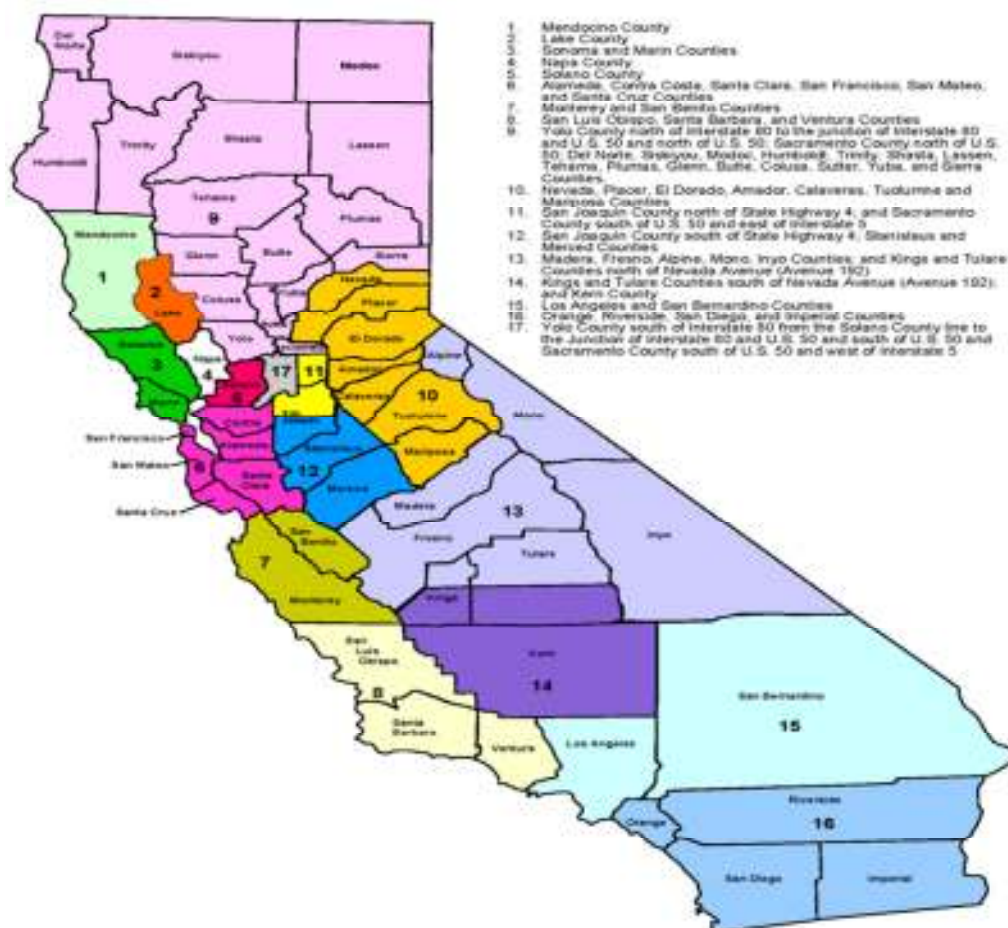 1. Mendocino County
2. Lake County
3. Sonoma and Marin Counties
4. Napa County
5. Solano County
6. Alameda, Contra Costa, Santa Clara, San Francisco, San Mateo,
and Santa Cruz Counties
7. Monterey and San Benito Counties
8. San Luis Obispo, Santa Barbara, and Ventura Counties
9. Yolo County north of Interstate 80 to the junction of Interstate 80
and U.S. 50 and north of U.S. 50; Sacramento County north of U.S.
50; Del Norte, Siskiyou, Modoc, Humboldt, Trinity, Shasta, Lassen,
Tehama, Plumas, Glenn, Butte, Colusa, Sutter, Yuba, and Sierra
Counties
10. Nevada, Placer, El Dorado, Amador, Calaveras, Tuolumne and
Mariposa Counties
11. San Joaquin County north of State Highway 4; and Sacramento
County south of U.S. 50 and east of Interstate 5
12. San Joaquin County south of State Highway 4; Stanislaus and
Merced Counties
13. Madera, Fresno, Alpine, Mono, Inyo Counties; and Kings and Tulare
Counties north of Nevada Avenue (Avenue 192)
14. Kings and Tulare Counties south of Nevada Avenue (Avenue 192);
and Kern County
15. Los Angeles and San Bernardino Counties
16. Orange, Riverside, San Diego, and Imperial Counties
17. Yolo County south of Interstate 80 from the Solano County line to
the Junction of Interstate 80 and U.S. 50 and south of U.S. 50 and
Sacramento County south of U.S. 50 and west of Interstate 5
Del
Norte
Siskiyou
Modoc
Humboldt
Trinity
Shasta
Lassen
Tehama
9
Plumas
Mendocino
1
Glenn
Butte
Sierra
2
Lake
Colusa
Yuba
Nevada
Placer
Yolo
El Dorado
Sonoma
3
Napa
4
17
11
Alpine
Amador
Marin
5
Calaveras
10
Tuolumne
Mono
San Francisco
Contra
Alameda
San Mateo
6
Santa
Clara
12
Stanislaus
Merced
Mariposa
Santa Cruz
Madera
13
San
Benito
Fresno
Inyo
7
Tulare
Monterey
Kings
San
Luis
Obispo
Kern
8
14
San Bernardino
15
Santa
Barbara
Ventura
Los Angeles
Riverside
16
Orange
San Diego
Imperial